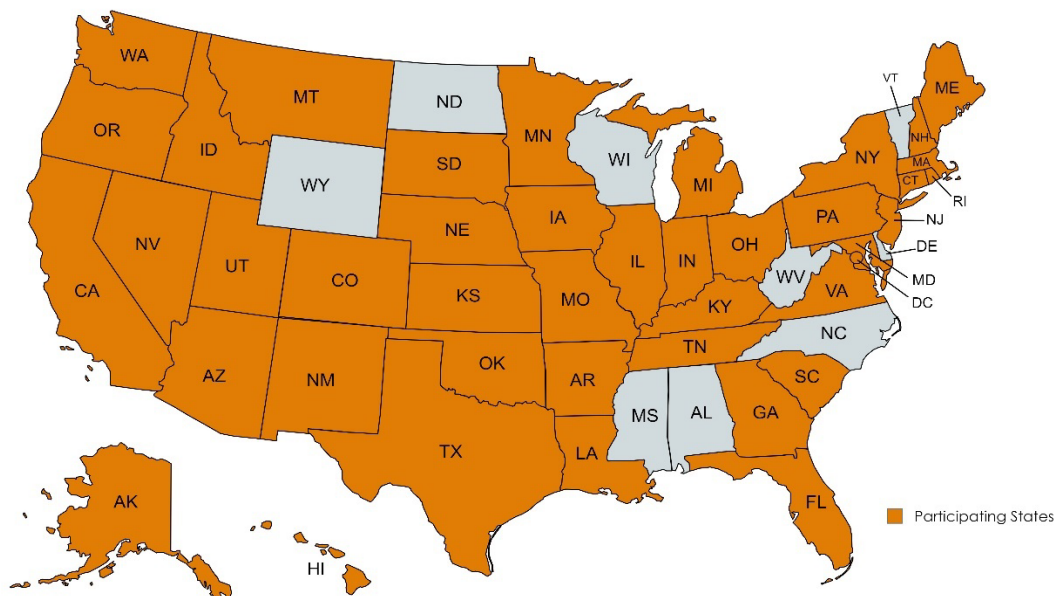 WA
MT
ND
MN
VT
ME
OR
ID
WY
SD
WI
MI
NY
NH
MA
CT
RI
NV
UT
NE
IA
IL
IN
OH
PA
NJ
DE
MD
DC
CA
CO
KS
MO
KY
WV
VA
AZ
NM
OK
AR
TN
NC
SC
TX
LA
MS
AL
GA
FL
AK
HI
Participating States